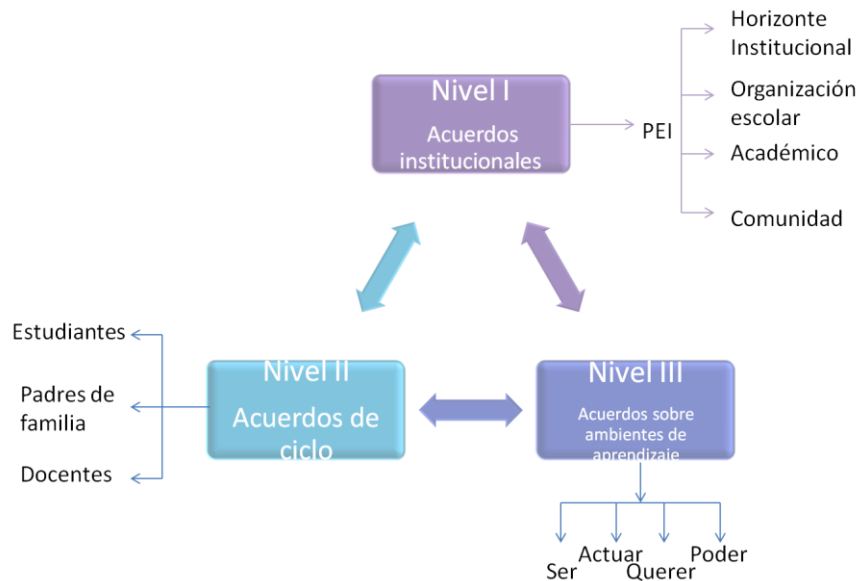 Nivel I
Acuerdos
institucionales
PEI
Horizonte
Institucional
Organización
escolar
Académico
Comunidad
Nivel II
Acuerdos de
ciclo
Estudiantes
Padres de
familia
Docentes
Nivel III
Acuerdos sobre
ambientes de
aprendizaje
Ser
Actuar
Querer
Poder